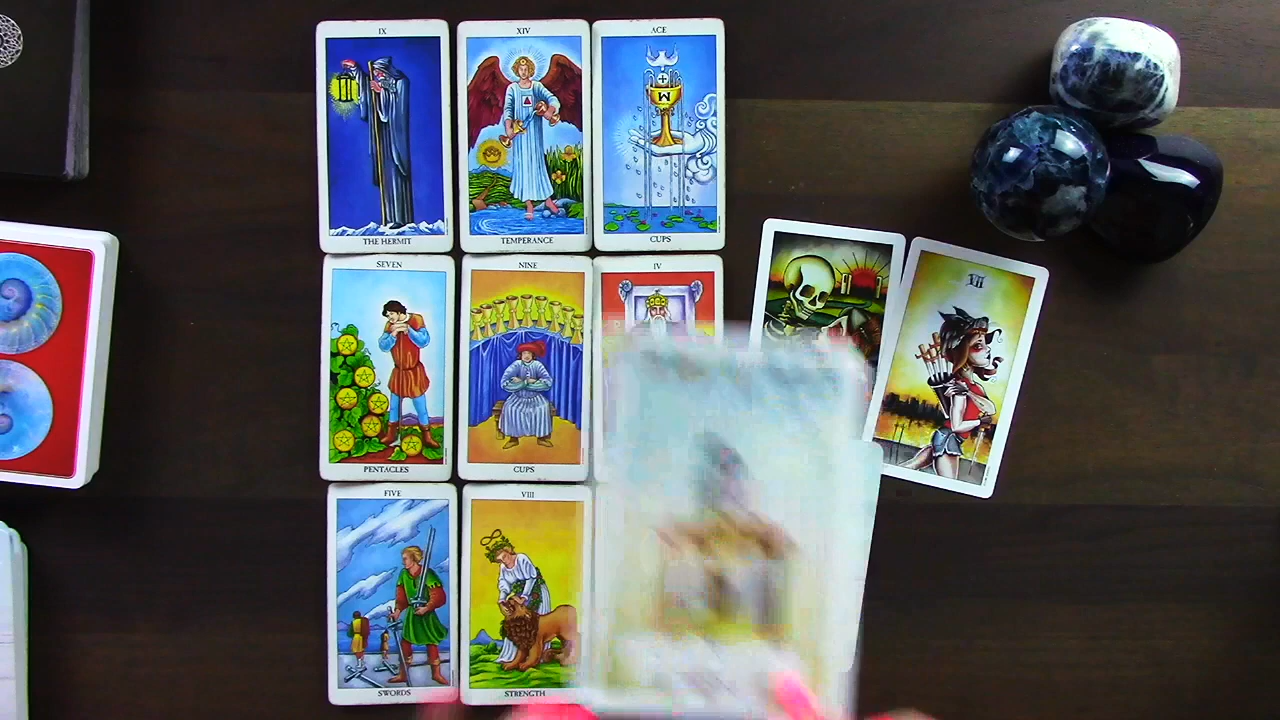 IX
XIV
ACE
THE HERMIT
TEMPERANCE
CUPS
SEVEN
NINE
IV
VII
PENTACLES
CUPS
FIVE
VIII
SWORDS
STRENGTH